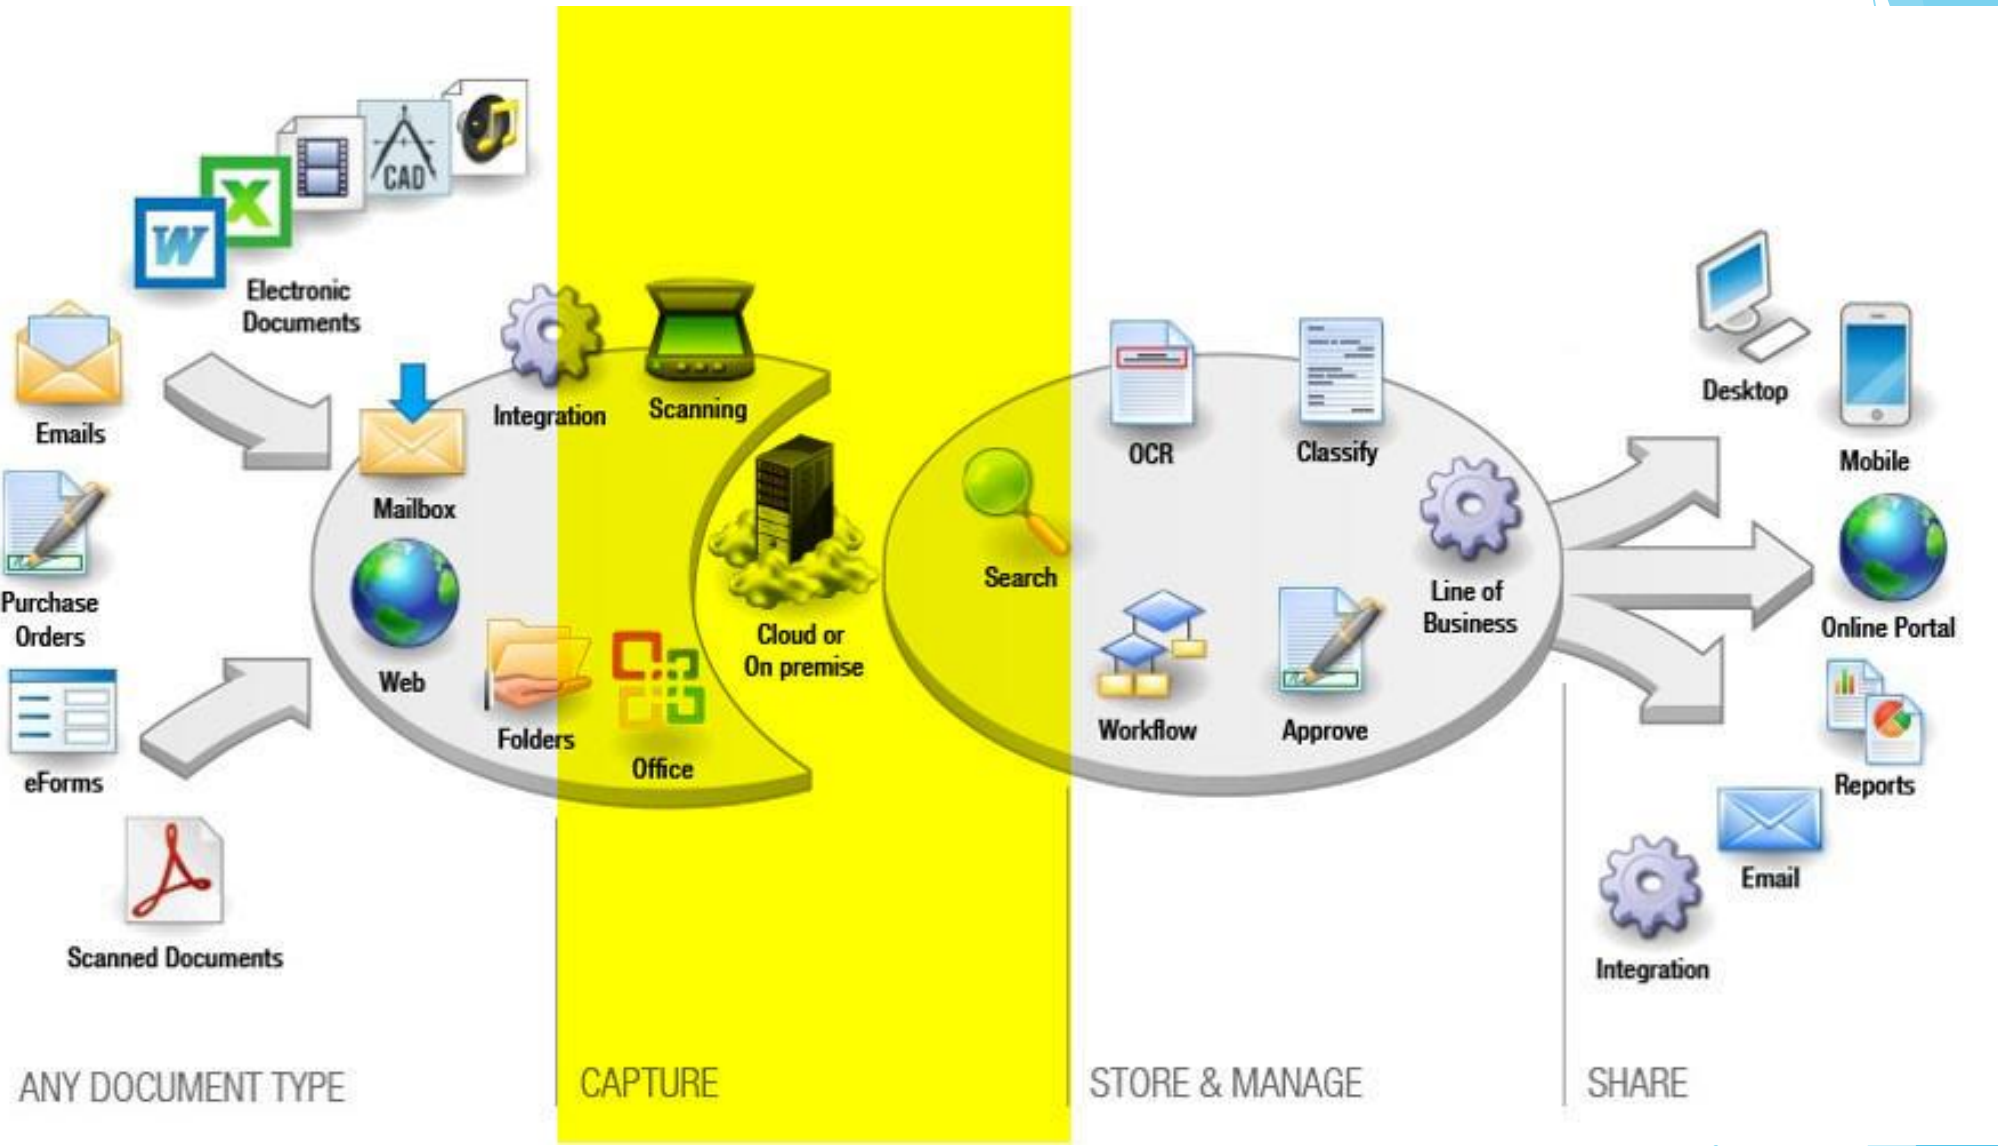 CAD
W
X
Electronic
Documents
Emails
Purchase
Orders
eForms
Scanned Documents
Integration
Scanning
Mailbox
Web
Folders
Office
Cloud or
On premise
Search
OCR
Classify
Line of
Business
Workflow
Approve
Desktop
Mobile
Online Portal
Reports
Email
Integration
ANY DOCUMENT TYPE
CAPTURE
STORE & MANAGE
SHARE